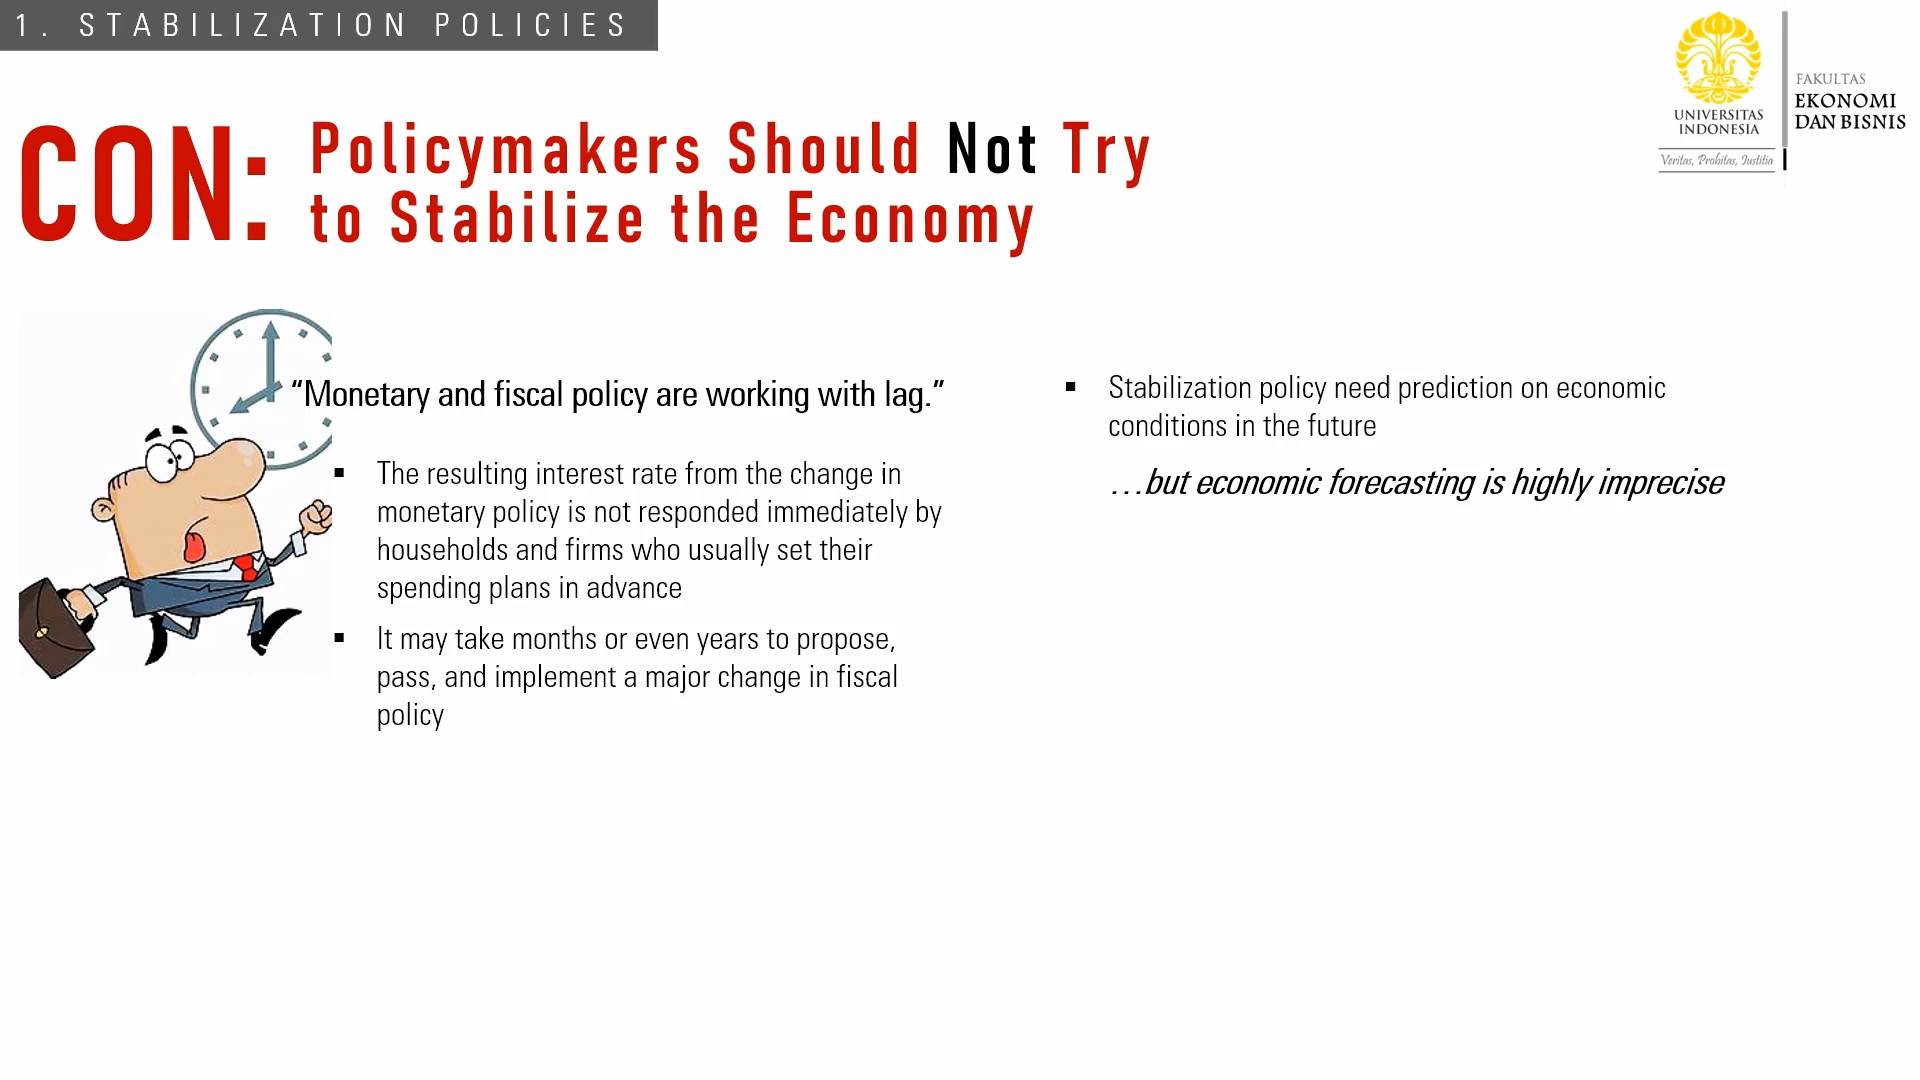 1. STABILIZATION POLICIES
UNIVERSITAS
INDONESIA
Veritas, Probitas, Justitia
FAKULTAS
EKONOMI
DAN BISNIS
CON:
Policymakers Should Not Try
to Stabilize the Economy
“Monetary and fiscal policy are working with lag.”
▪ The resulting interest rate from the change in
monetary policy is not responded immediately by
households and firms who usually set their
spending plans in advance
▪ It may take months or even years to propose,
pass, and implement a major change in fiscal
policy
▪ Stabilization policy need prediction on economic
conditions in the future
…but economic forecasting is highly imprecise